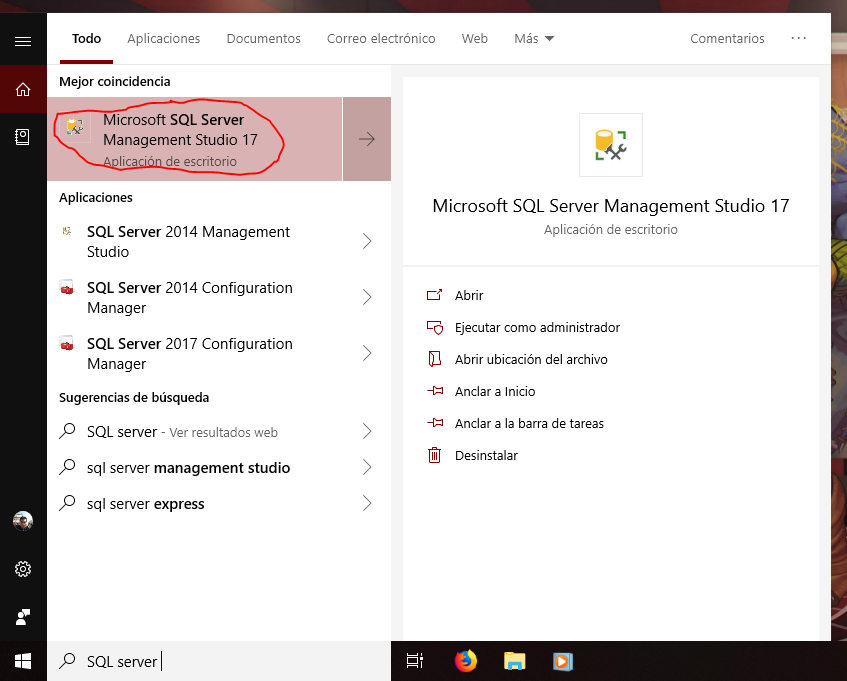 Todo Aplicaciones Documentos Correo electrónico Web Más Comentarios ···
Mejor coincidencia
Microsoft SQL Server
Management Studio 17
Aplicación de escritorio
Aplicaciones
SQL Server 2014 Management
Studio
SQL Server 2014 Configuration
Manager
SQL Server 2017 Configuration
Manager
Sugerencias de búsqueda
SQL server - Ver resultados web
sql server management studio
sql server express
Microsoft SQL Server Management Studio 17
Aplicación de escritorio
Abrir
Ejecutar como administrador
Abrir ubicación del archivo
Anclar a Inicio
Anclar a la barra de tareas
Desinstalar
SQL server